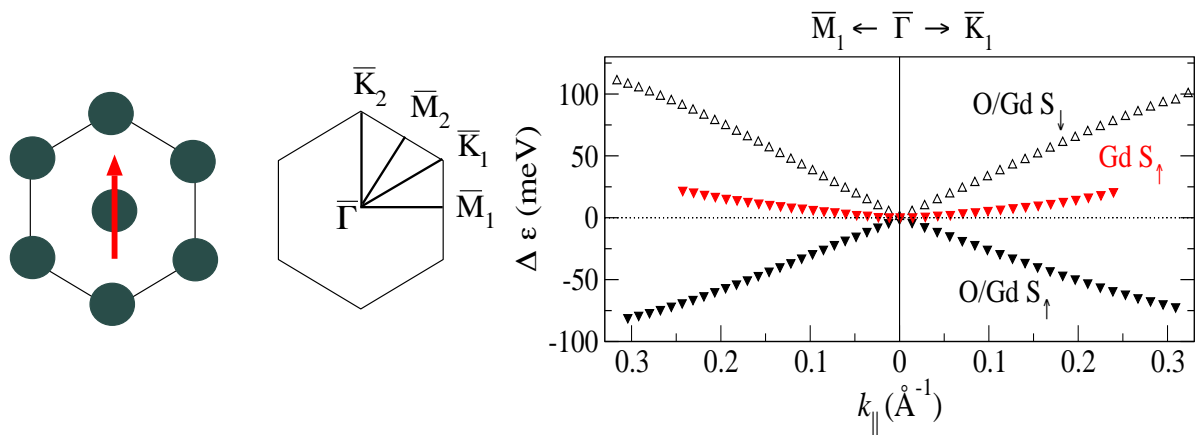 M̅₁ ← Γ̅ → K̅₁
K̅₂
M̅₂
K̅₁
Γ̅
M̅₁
Δ ε (meV)
100
50
0
-50
-100
O/Gd S↓
Gd S↑
O/Gd S↑
0.3 0.2 0.1 0 0.1 0.2 0.3
k∥ (Å⁻¹)